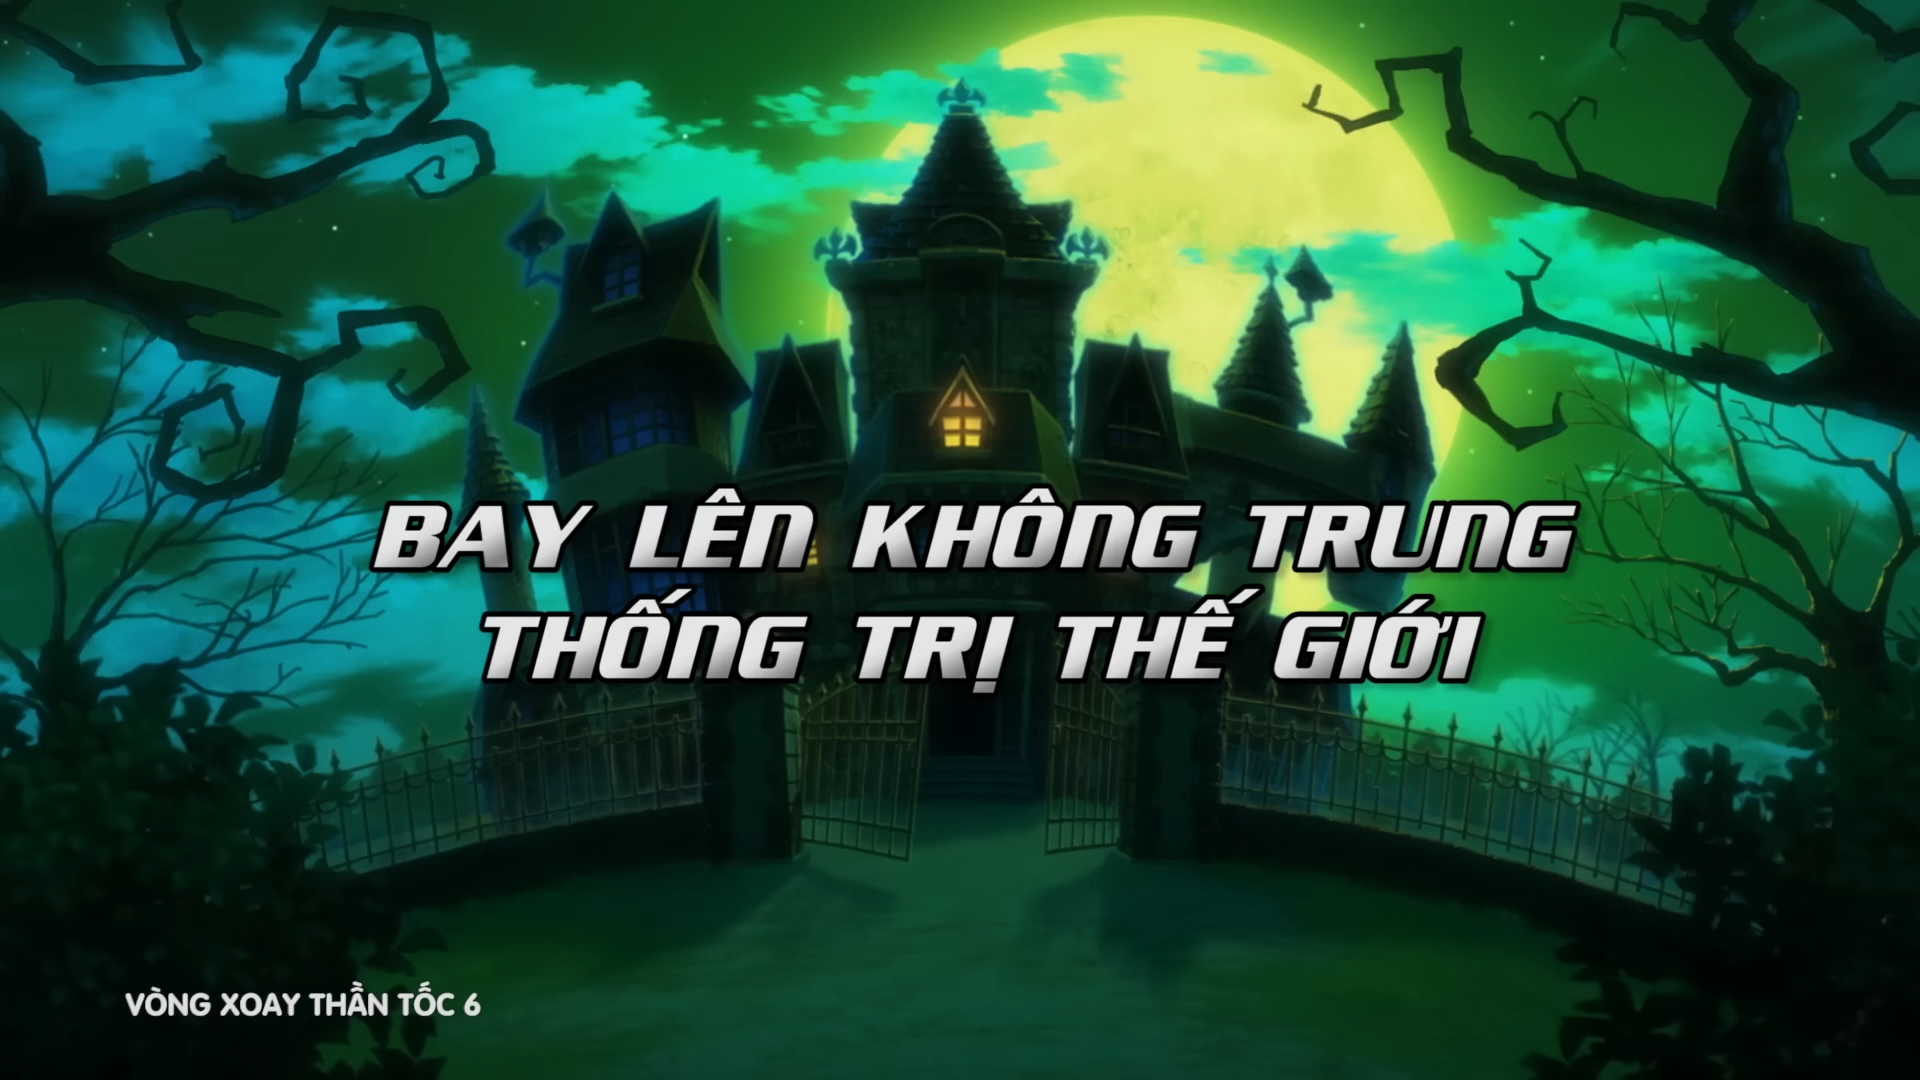 BAY LÊN KHÔNG TRUNG
THỐNG TRỊ THẾ GIỚI
VÒNG XOAY THẦN TỐC 6